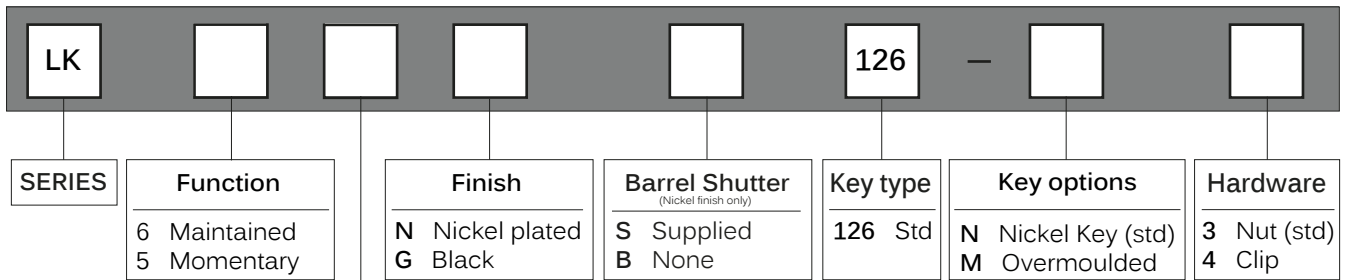 LK 126 –
SERIES
Function
6 Maintained
5 Momentary
Finish
N Nickel plated
G Black
Barrel Shutter
(Nickel finish only)
S Supplied
B None
Key type
126 Std
Key options
N Nickel Key (std)
M Overmoulded
Hardware
3 Nut (std)
4 Clip